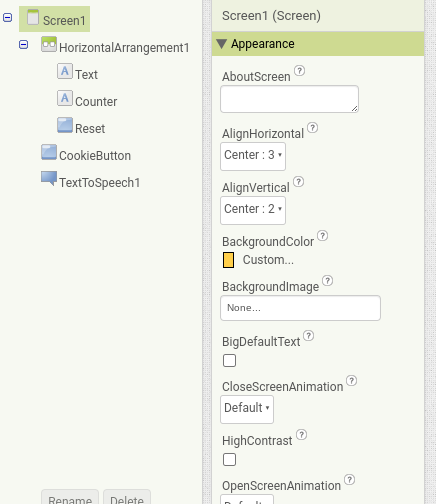 Screen1
HorizontalArrangement1
A Text
A Counter
Reset
CookieButton
TextToSpeech1
Rename Delete
Screen1 (Screen)
Appearance
AboutScreen ?
AlignHorizontal ?
Center : 3
AlignVertical ?
Center : 2
BackgroundColor ?
Custom...
BackgroundImage ?
None...
BigDefaultText ?
CloseScreenAnimation ?
Default
HighContrast ?
OpenScreenAnimation ?
Default